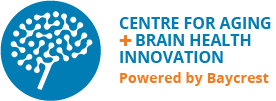 CENTRE FOR AGING
+ BRAIN HEALTH
INNOVATION
Powered by Baycrest